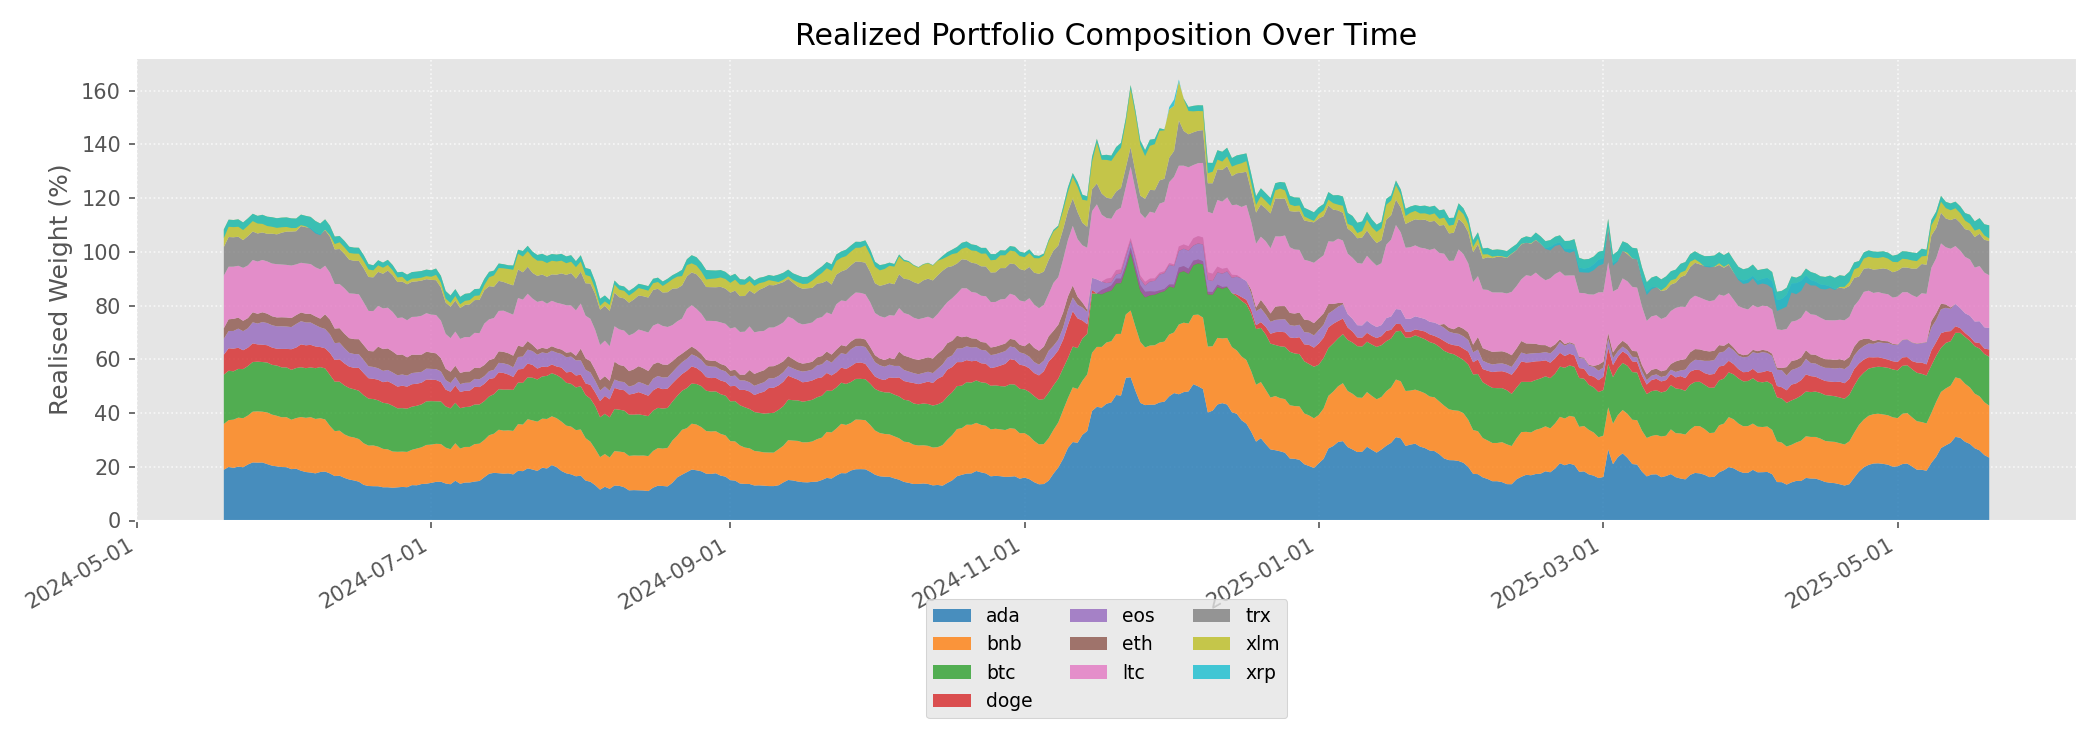 Realized Portfolio Composition Over Time
Realised Weight (%)
160
140
120
100
80
60
40
20
0
2024-05-01
2024-07-01
2024-09-01
2024-11-01
2025-01-01
2025-03-01
2025-05-01
ada
bnb
btc
doge
eos
eth
ltc
trx
xlm
xrp